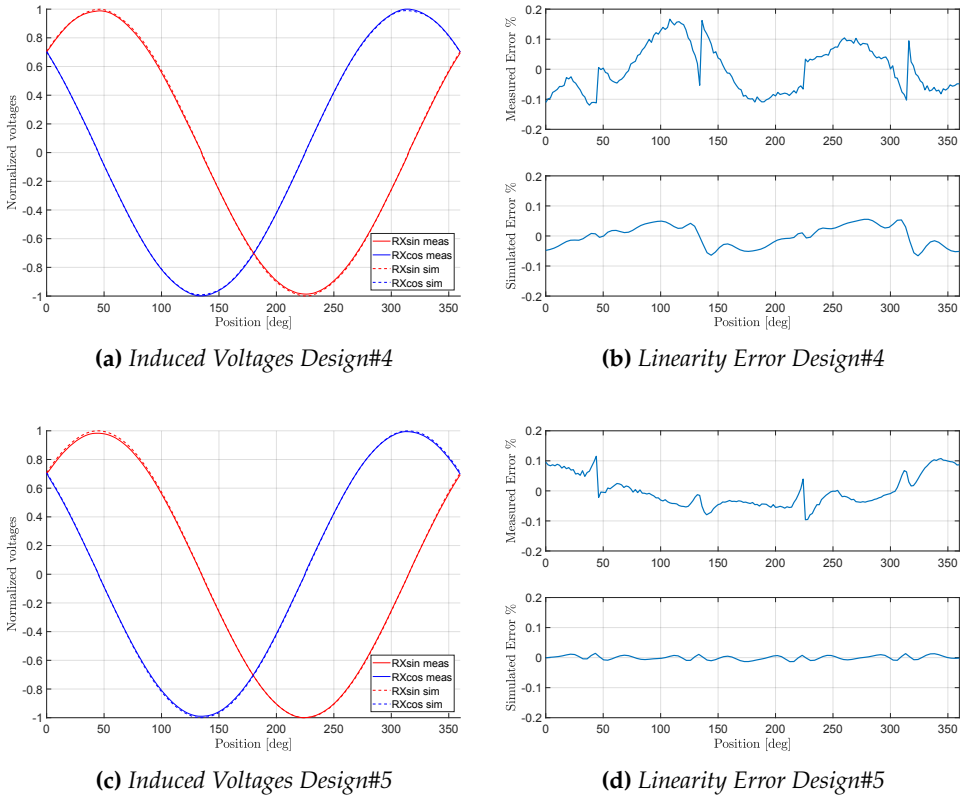 1
0.8
0.6
0.4
0.2
0
-0.2
-0.4
-0.6
-0.8
-1
Normalized voltages
0 50 100 150 200 250 300 350
Position [deg]
RXsin meas
RXcos meas
RXsin sim
RXcos sim
(a) Induced Voltages Design#4
0.2
0.1
0
-0.1
-0.2
Measured Error %
0 50 100 150 200 250 300 350
0.2
0.1
0
-0.1
-0.2
Simulated Error %
0 50 100 150 200 250 300 350
Position [deg]
(b) Linearity Error Design#4
1
0.8
0.6
0.4
0.2
0
-0.2
-0.4
-0.6
-0.8
-1
Normalized voltages
0 50 100 150 200 250 300 350
Position [deg]
RXsin meas
RXcos meas
RXsin sim
RXcos sim
(c) Induced Voltages Design#5
0.2
0.1
0
-0.1
-0.2
Measured Error %
0 50 100 150 200 250 300 350
0.2
0.1
0
-0.1
-0.2
Simulated Error %
0 50 100 150 200 250 300 350
Position [deg]
(d) Linearity Error Design#5